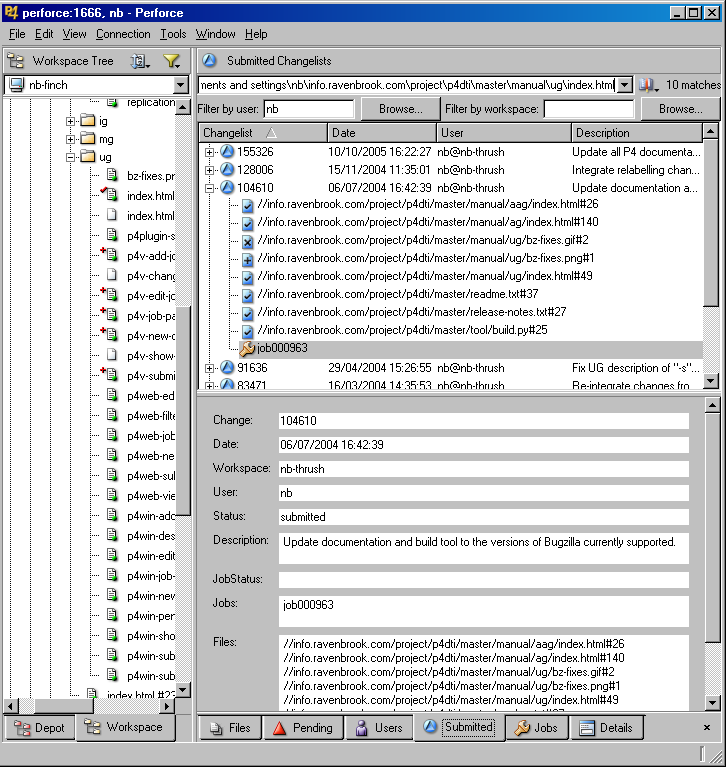 perforce:1666, nb - Perforce
File Edit View Connection Tools Window Help
Workspace Tree
nb-finch
replication
ig
mg
ug
bz-fixes.pr
index.html
index.html
p4plugin-s
p4v-add-jo
p4v-chang
p4v-edit-jo
p4v-job-pa
p4v-new-c
p4v-show-
p4v-submi
p4web-ed
p4web-filte
p4web-job
p4web-ne
p4web-sul
p4web-vie
p4win-adc
p4win-des
p4win-edit
p4win-job-
p4win-nev
p4win-per
p4win-sho
p4win-sub
p4win-sub
index.html #2
Depot Workspace
Submitted Changelists
ments and settings\nb\info.ravenbrook.com\project\p4dti\master\manual\ug\index.html 10 matches
Filter by user: nb Browse... Filter by workspace: Browse...
Changelist Date User Description
155326 10/10/2005 16:22:27 nb@nb-thrush Update all P4 documenta...
128006 15/11/2004 11:35:01 nb@nb-thrush Integrate relabelling chan...
104610 06/07/2004 16:42:39 nb@nb-thrush Update documentation a...
//info.ravenbrook.com/project/p4dti/master/manual/aag/index.html#26
//info.ravenbrook.com/project/p4dti/master/manual/ag/index.html#140
//info.ravenbrook.com/project/p4dti/master/manual/ug/bz-fixes.gif#2
//info.ravenbrook.com/project/p4dti/master/manual/ug/bz-fixes.png#1
//info.ravenbrook.com/project/p4dti/master/manual/ug/index.html#49
//info.ravenbrook.com/project/p4dti/master/readme.txt#37
//info.ravenbrook.com/project/p4dti/master/release-notes.txt#27
//info.ravenbrook.com/project/p4dti/master/tool/build.py#25
job000963
91636 29/04/2004 15:26:55 nb@nb-thrush Fix UG description of "-s"...
83471 16/03/2004 14:35:53 nb@nb-thrush Re-integrate changes fro
Change: 104610
Date: 06/07/2004 16:42:39
Workspace: nb-thrush
User: nb
Status: submitted
Description: Update documentation and build tool to the versions of Bugzilla currently supported.
JobStatus:
Jobs: job000963
Files: //info.ravenbrook.com/project/p4dti/master/manual/aag/index.html#26
//info.ravenbrook.com/project/p4dti/master/manual/ag/index.html#140
//info.ravenbrook.com/project/p4dti/master/manual/ug/bz-fixes.gif#2
//info.ravenbrook.com/project/p4dti/master/manual/ug/bz-fixes.png#1
//info.ravenbrook.com/project/p4dti/master/manual/ug/index.html#49
Files Pending Users Submitted Jobs Details